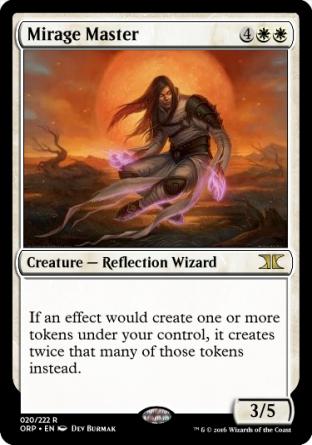 Mirage Master 4
Creature — Reflection Wizard
If an effect would create one or more
tokens under your control, it creates
twice that many of those tokens
instead.
020/222 R
ORP • EN DEV BURMAK
™ & © 2016 Wizards of the Coast
3/5